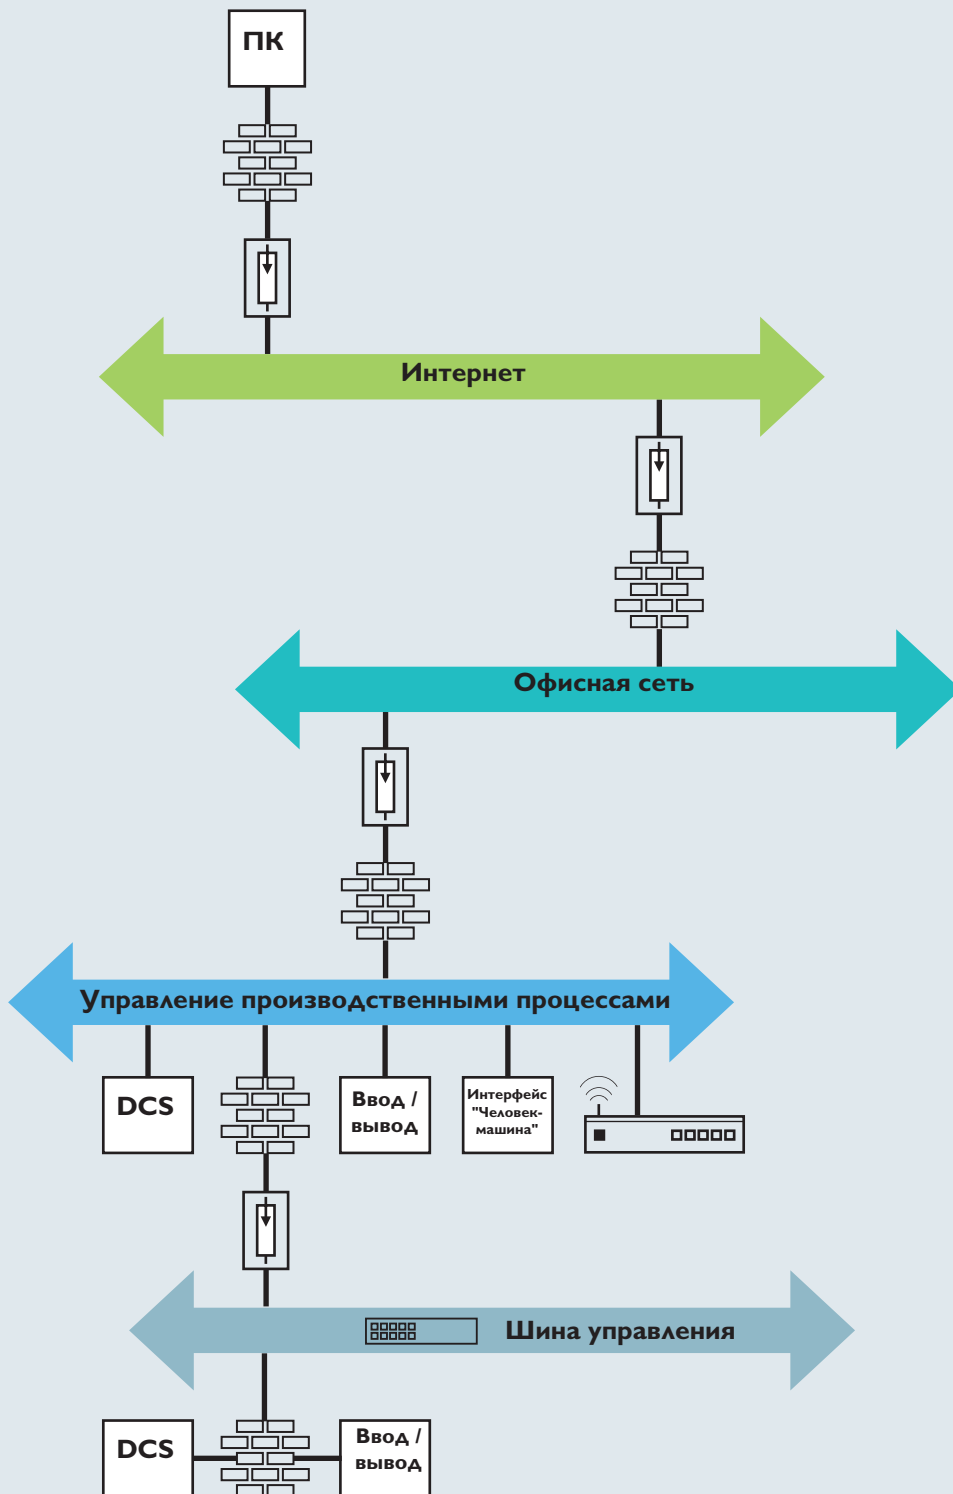 ПК
Интернет
Офисная сеть
Управление производственными процессами
DCS
Ввод /
вывод
Интерфейс
"Человек-
машина"
Шина управления
DCS
Ввод /
вывод